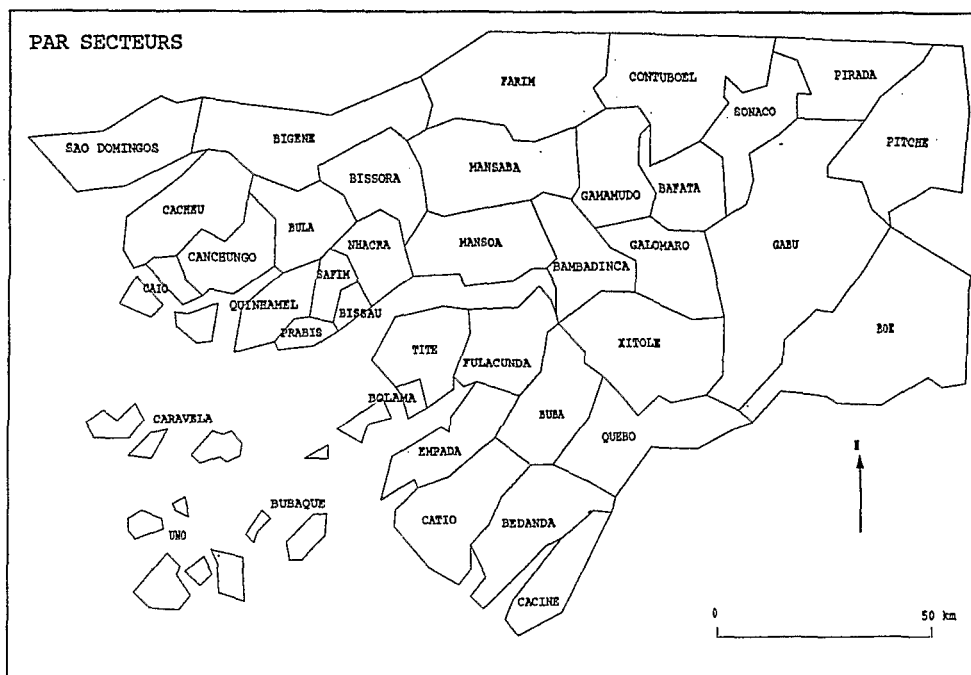 PAR SECTEURS
FARIM
CONTUBOEL
PIRADA
SONACO
PITCHE
SAO DOMINGOS
BIGENE
BISSORA
MANSABA
GAMAMUDO
BAFATA
CACHEU
BULA
NHACRA
MANSOA
GALOMARO
GABU
CANCHUNGO
SAFIM
BAMBADINCA
CAIO
QUINHAMEL
BISSAU
PRABIS
BOE
TITE
FULACUNDA
XITOLE
BOLAMA
CARAVELA
BUBA
QUEBO
EMPADA
BUBAQUE
CATIO
BEDANDA
UNO
CACINE
0
50 km